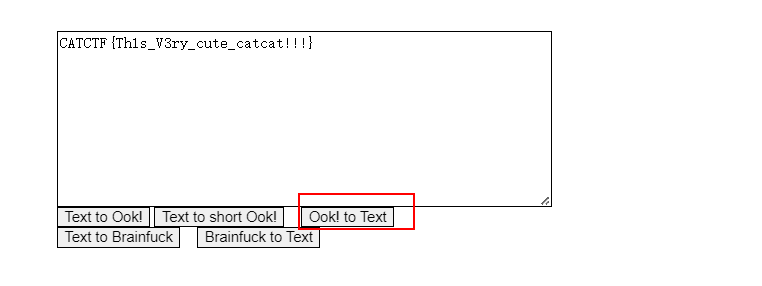 CATCTF{Th1s_V3ry_cute_catcat!!!}
Text to Ook! Text to short Ook! Ook! to Text
Text to Brainfuck Brainfuck to Text